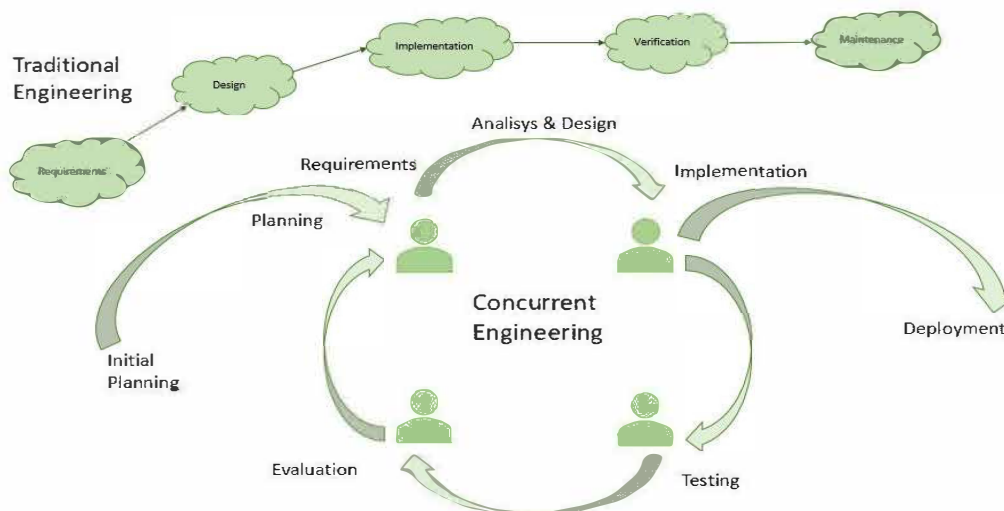 Traditional
Engineering
Requirements
Design
Implementation
Verification
Maintenance
Analisys & Design
Requirements
Implementation
Planning
Concurrent
Engineering
Initial
Planning
Deployment
Evaluation
Testing